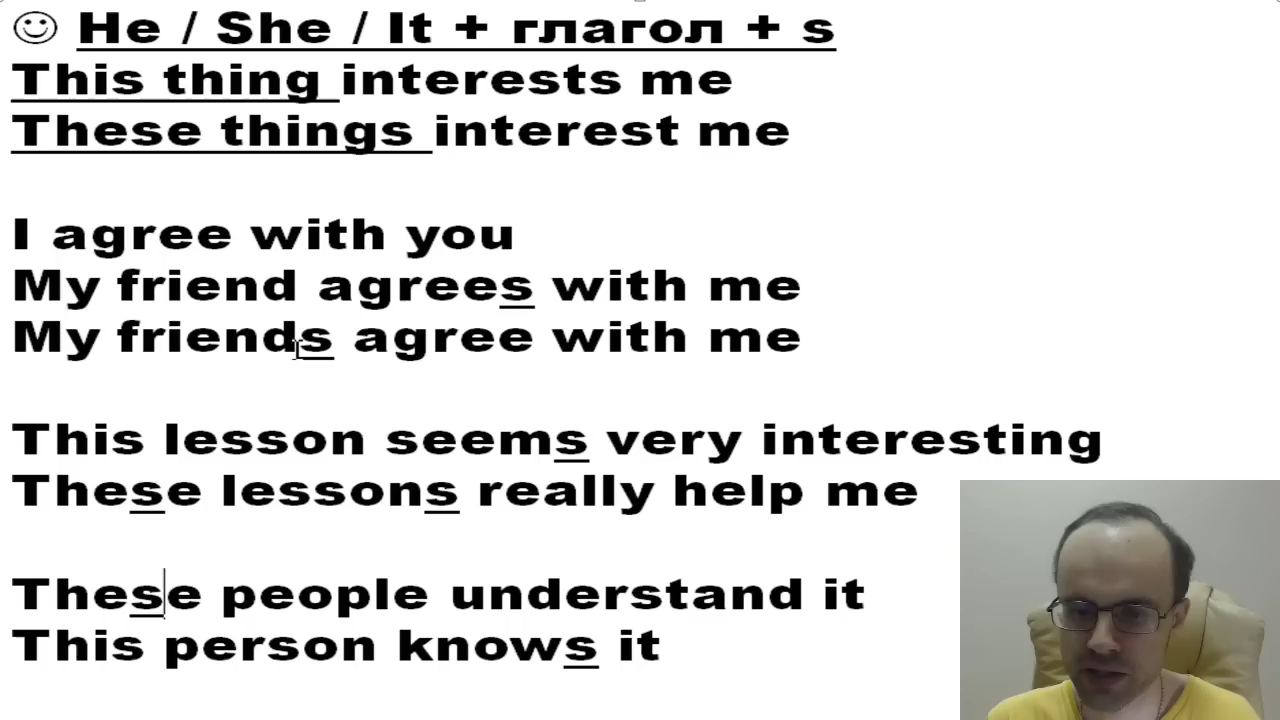 ☺ He / She / It + глагол + s
This thing interests me
These things interest me
I agree with you
My friend agrees with me
My friends agree with me
This lesson seems very interesting
These lessons really help me
These people understand it
This person knows it